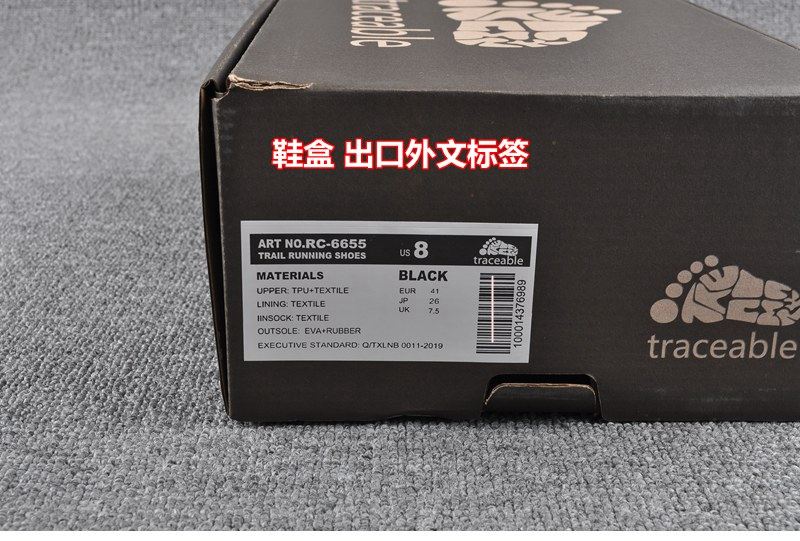 traceable
鞋盒 出口外文标签
ART NO.RC-6655
TRAIL RUNNING SHOES
US 8
traceable
MATERIALS
UPPER: TPU+TEXTILE
LINING: TEXTILE
IINSOCK: TEXTILE
OUTSOLE: EVA+RUBBER
EXECUTIVE STANDARD: Q/TXLNB 0011-2019
BLACK
EUR 41
JP 26
UK 7.5
100014376989
traceable